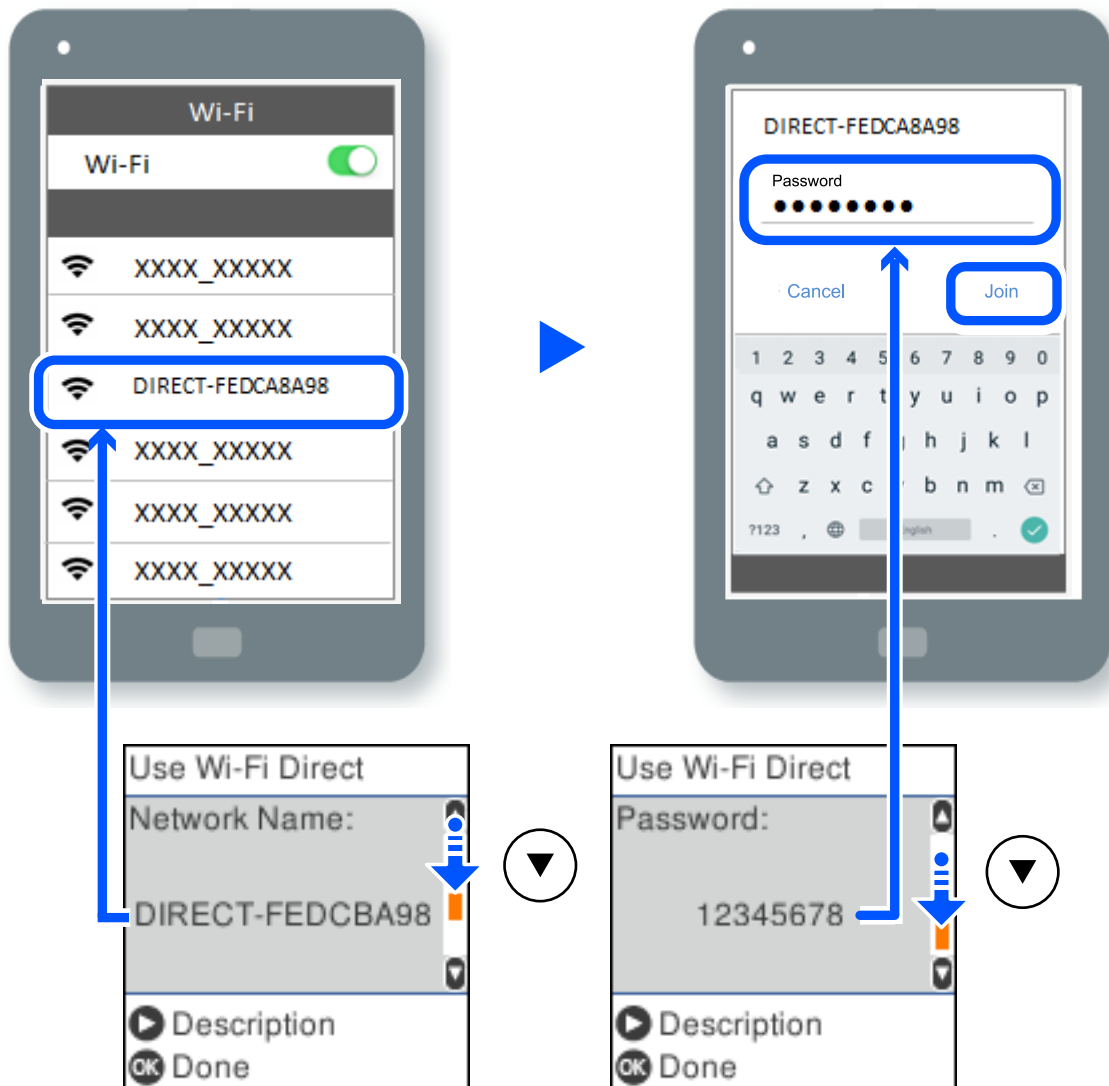 Wi-Fi
Wi-Fi
XXXX_XXXXX
XXXX_XXXXX
DIRECT-FEDCA8A98
XXXX_XXXXX
XXXX_XXXXX
XXXX_XXXXX
DIRECT-FEDCA8A98
Password
●●●●●●●●
Cancel Join
1 2 3 4 5 6 7 8 9 0
q w e r t y u i o p
a s d f h j k l
z x c b n m
?123 , .
Use Wi-Fi Direct
Network Name:
DIRECT-FEDCBA98
Description
OK Done
Use Wi-Fi Direct
Password:
12345678
Description
OK Done